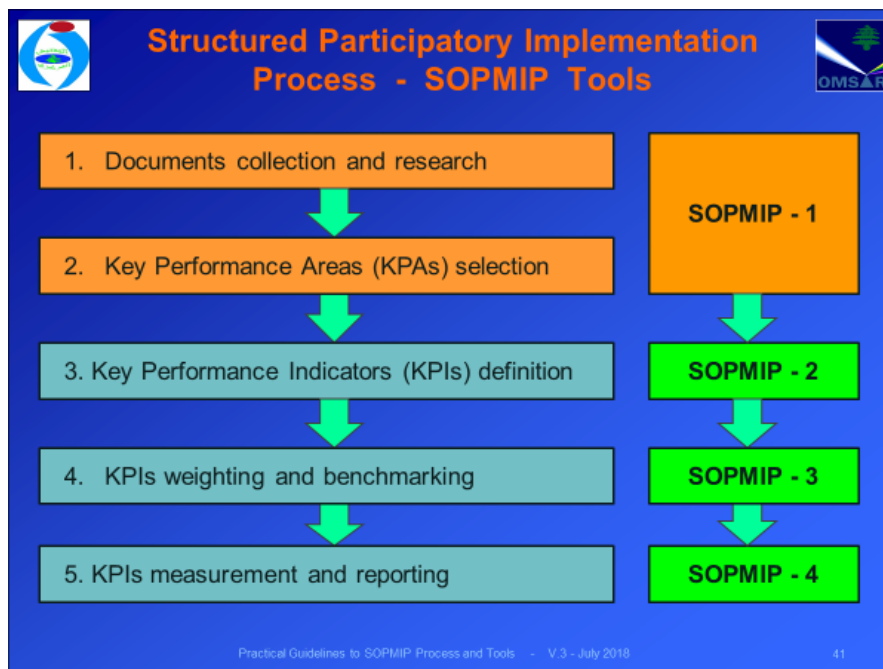 Structured Participatory Implementation
Process - SOPMIP Tools
OMSAR
1. Documents collection and research
SOPMIP - 1
2. Key Performance Areas (KPAs) selection
3. Key Performance Indicators (KPIs) definition
SOPMIP - 2
4. KPIs weighting and benchmarking
SOPMIP - 3
5. KPIs measurement and reporting
SOPMIP - 4
Practical Guidelines to SOPMIP Process and Tools - V.3 - July 2018
41